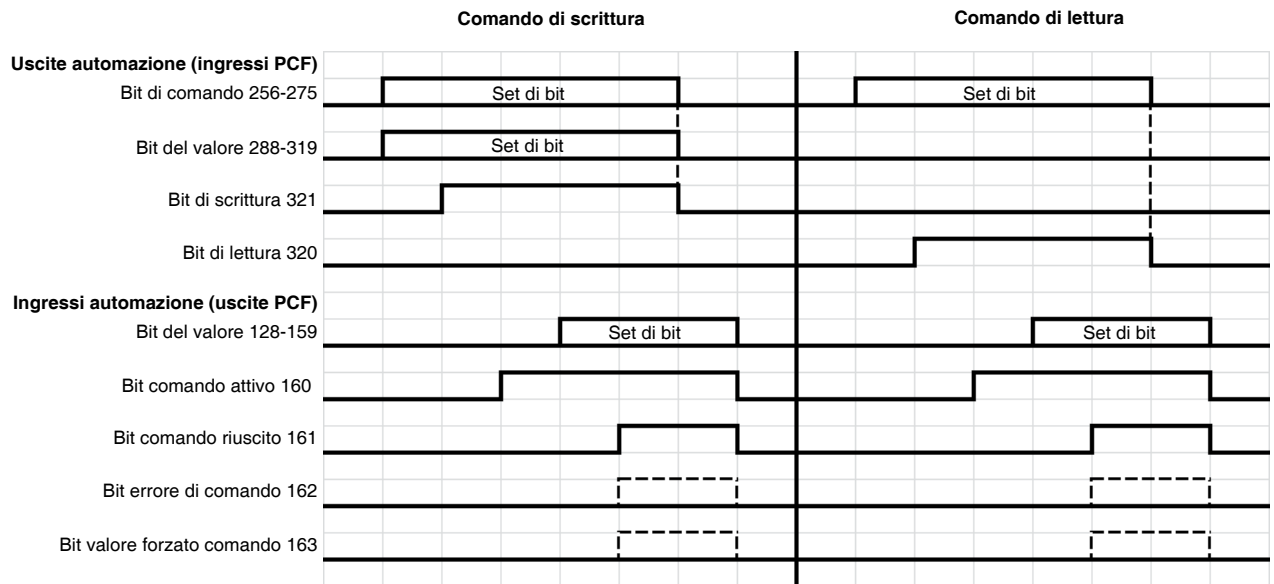 Comando di scrittura
Comando di lettura
Uscite automazione (ingressi PCF)
Bit di comando 256-275
Set di bit
Set di bit
Bit del valore 288-319
Set di bit
Bit di scrittura 321
Bit di lettura 320
Ingressi automazione (uscite PCF)
Bit del valore 128-159
Set di bit
Set di bit
Bit comando attivo 160
Bit comando riuscito 161
Bit errore di comando 162
Bit valore forzato comando 163